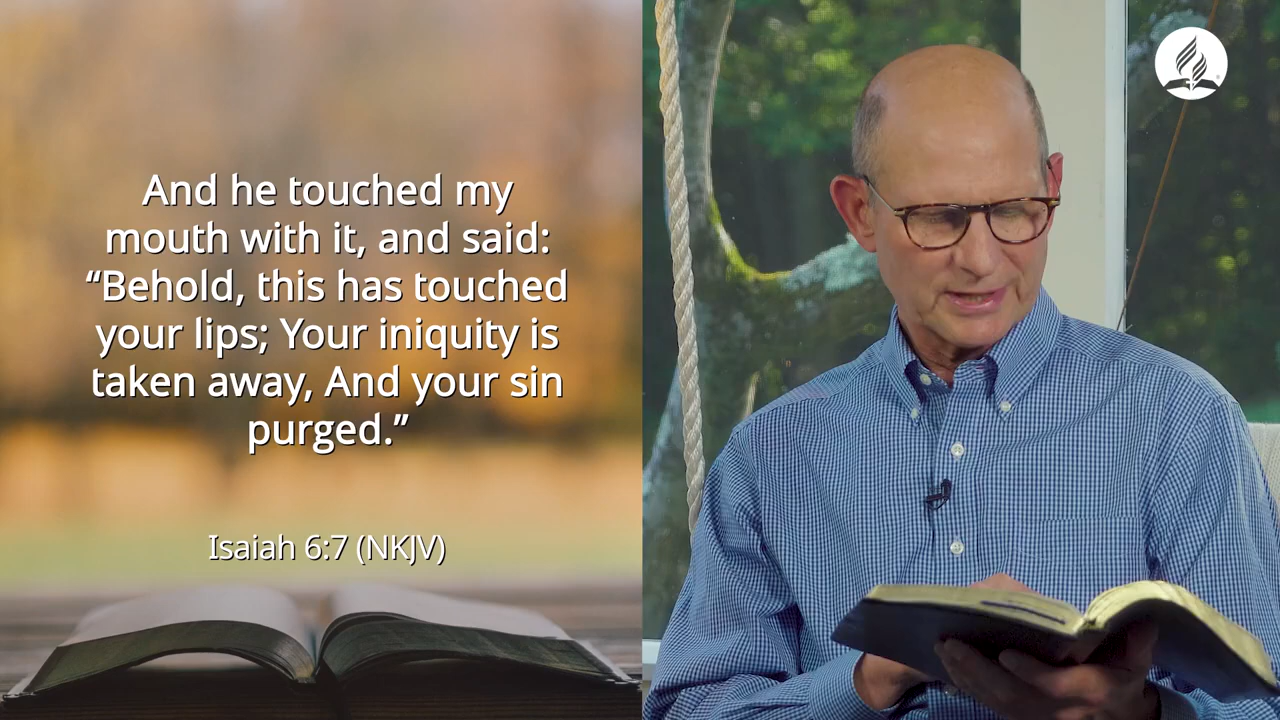 And he touched my
mouth with it, and said:
“Behold, this has touched
your lips; Your iniquity is
taken away, And your sin
purged.”
Isaiah 6:7 (NKJV)